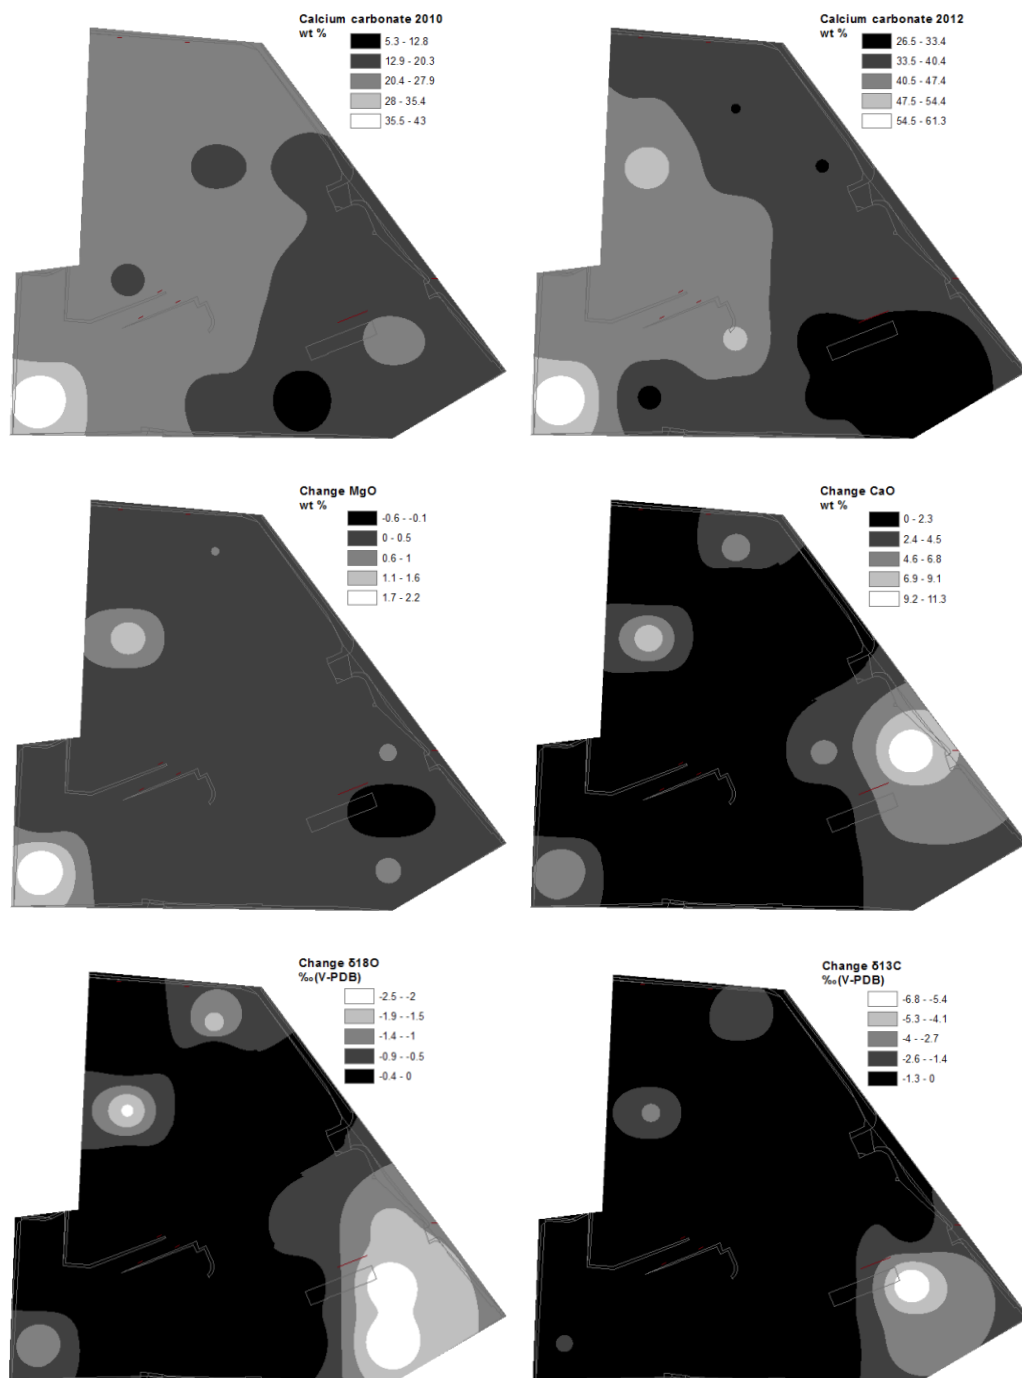 Calcium carbonate 2010
wt %
5.3 - 12.8
12.9 - 20.3
20.4 - 27.9
28 - 35.4
35.5 - 43
Calcium carbonate 2012
wt %
26.5 - 33.4
33.5 - 40.4
40.5 - 47.4
47.5 - 54.4
54.5 - 61.3
Change MgO
wt %
-0.6 - -0.1
0 - 0.5
0.6 - 1
1.1 - 1.6
1.7 - 2.2
Change CaO
wt %
0 - 2.3
2.4 - 4.5
4.6 - 6.8
6.9 - 9.1
9.2 - 11.3
Change δ18O
‰(V-PDB)
-2.5 - -2
-1.9 - -1.5
-1.4 - -1
-0.9 - -0.5
-0.4 - 0
Change δ13C
‰(V-PDB)
-6.8 - -5.4
-5.3 - -4.1
-4 - -2.7
-2.6 - -1.4
-1.3 - 0